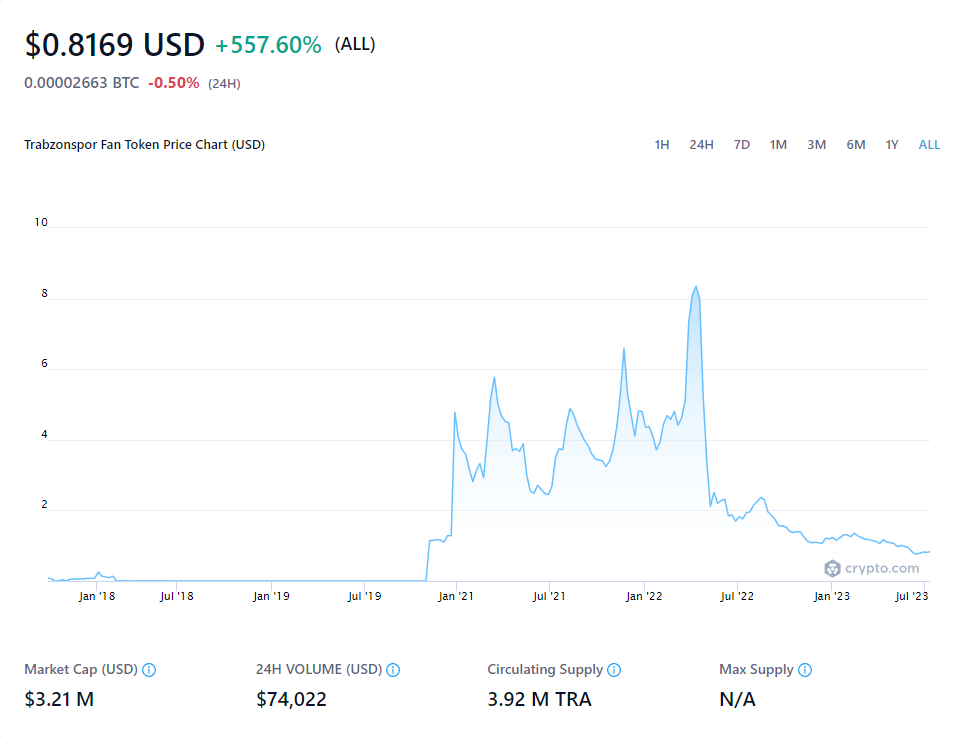 $0.8169 USD +557.60% (ALL)
0.00002663 BTC -0.50% (24H)
Trabzonspor Fan Token Price Chart (USD) 1H 24H 7D 1M 3M 6M 1Y ALL
10
8
6
4
2
crypto.com
Jan '18 Jul '18 Jan '19 Jul '19 Jan '21 Jul '21 Jan '22 Jul '22 Jan '23 Jul '23
Market Cap (USD) 24H VOLUME (USD) Circulating Supply Max Supply
$3.21 M $74,022 3.92 M TRA N/A